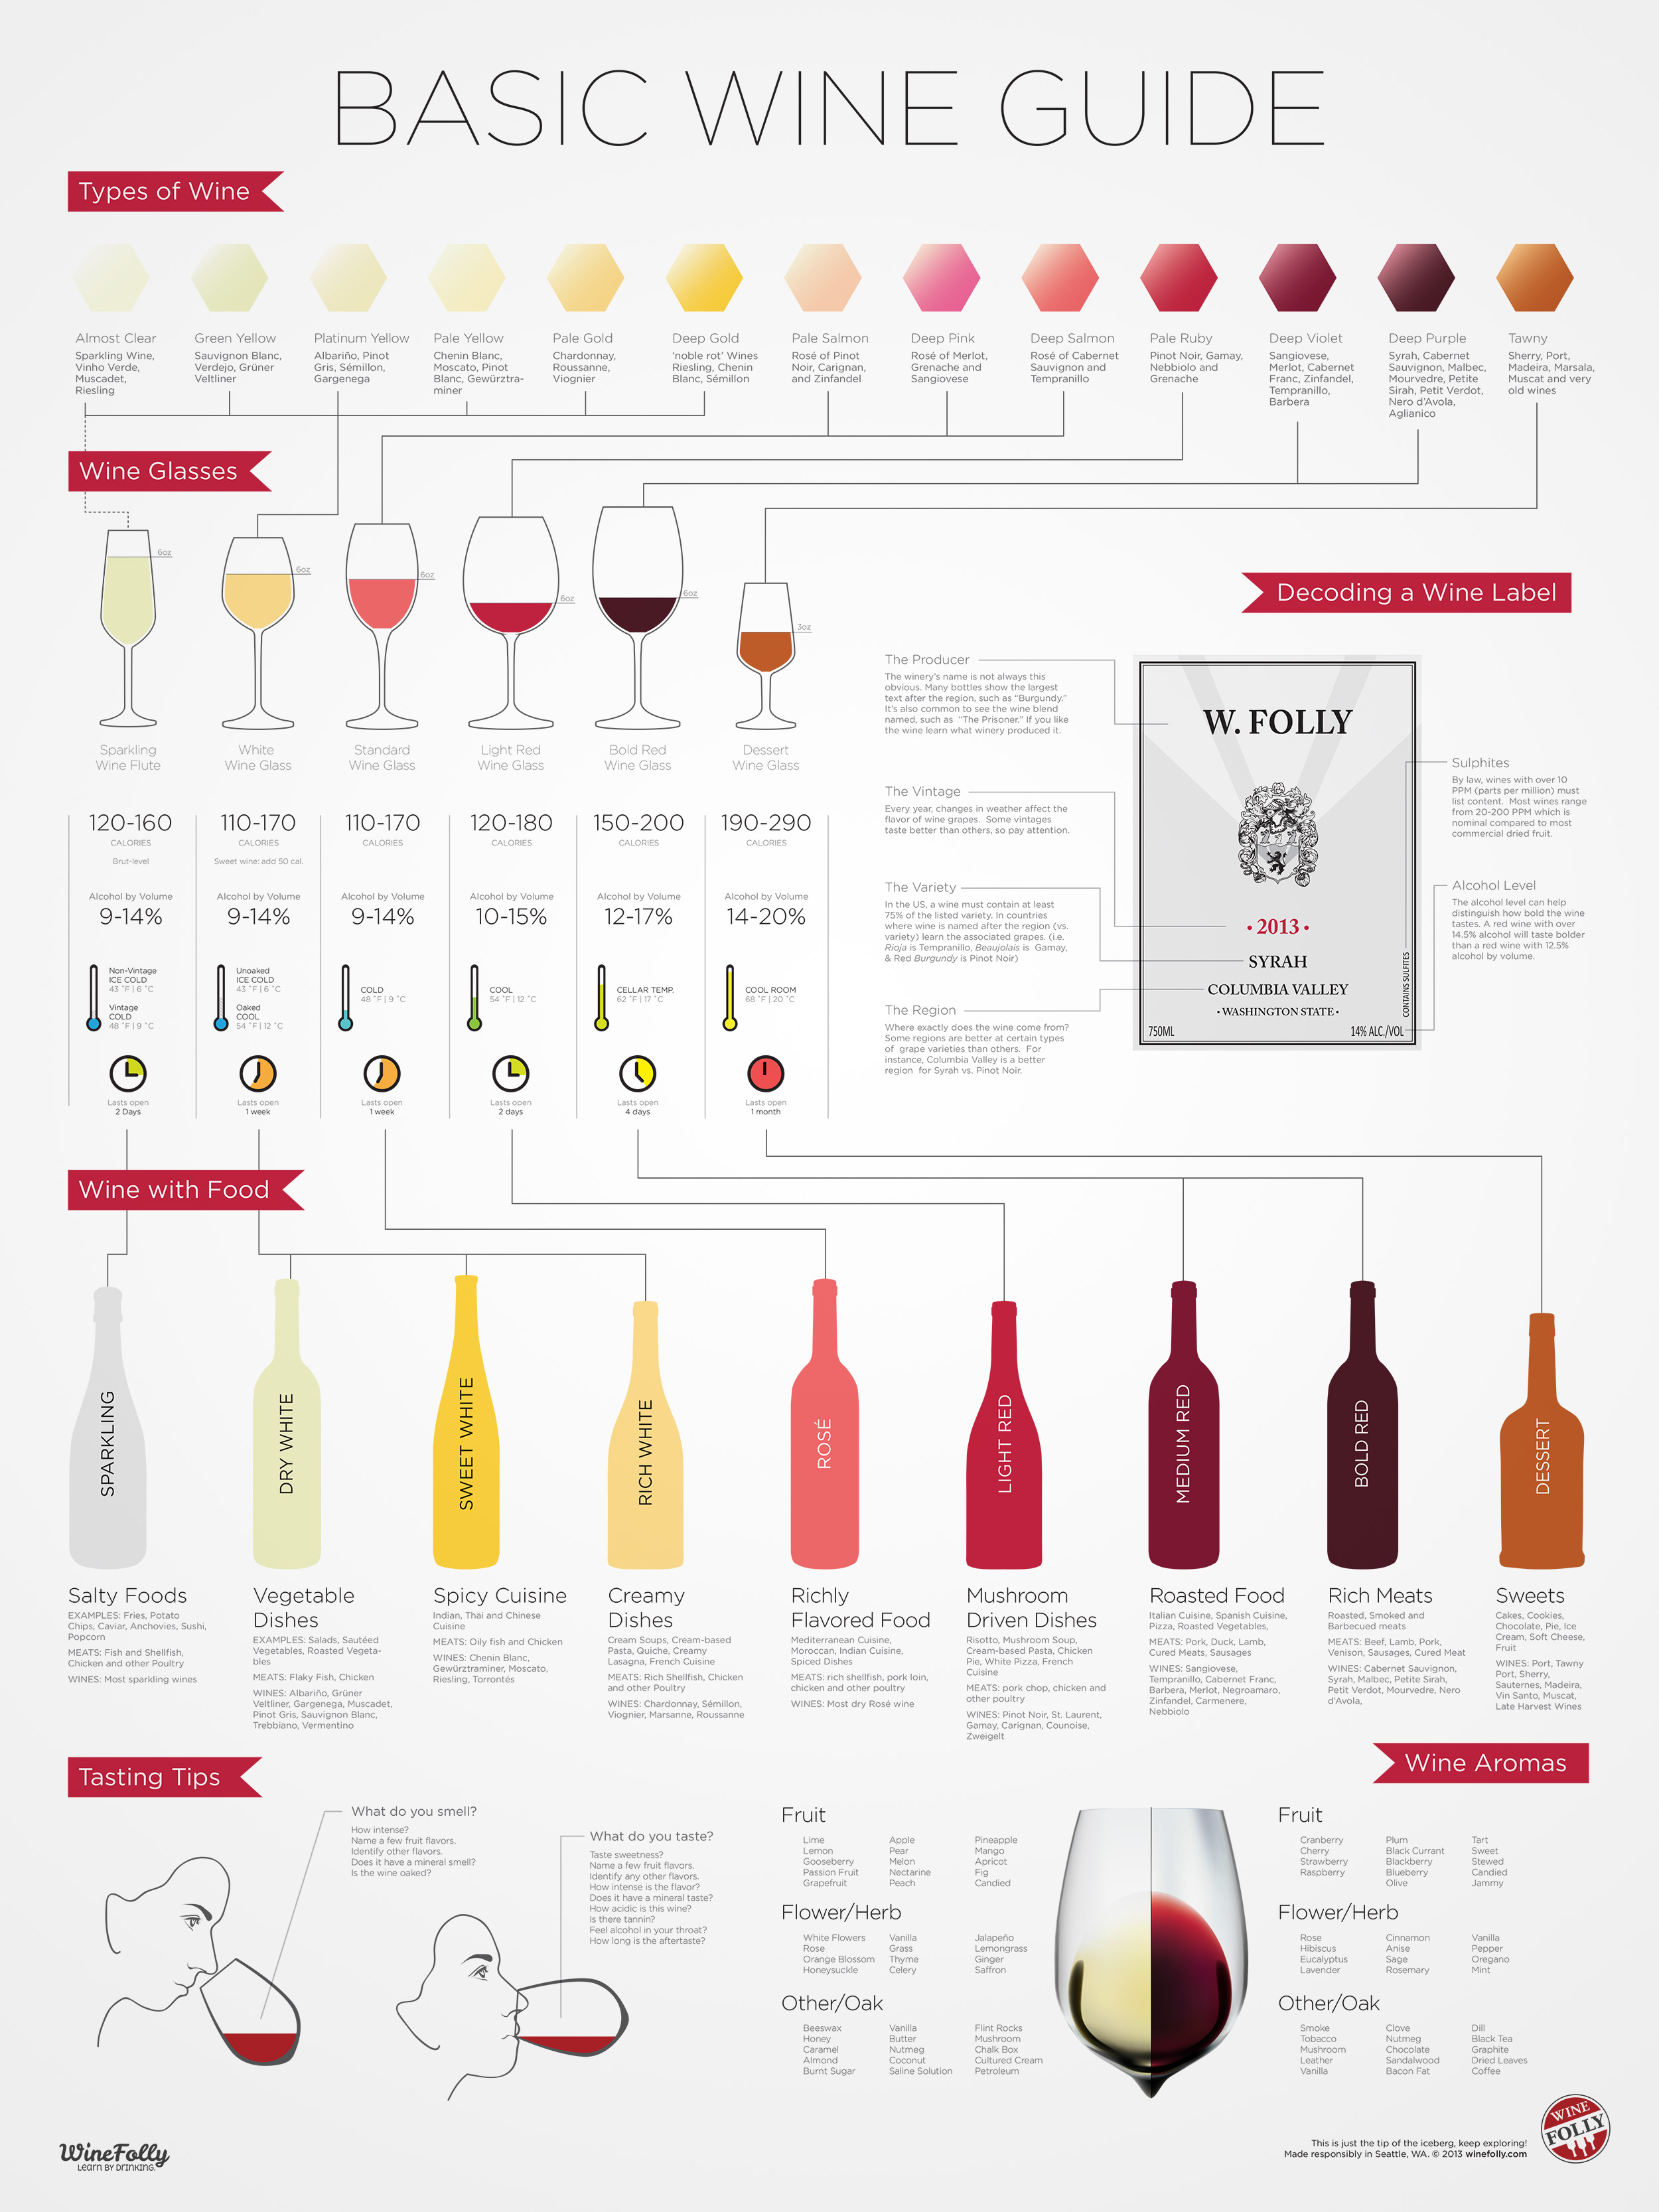 BASIC WINE GUIDE
Types of Wine
Almost Clear
Sparkling Wine,
Vinho Verde,
Muscadet,
Riesling
Green Yellow
Sauvignon Blanc,
Verdejo, Grüner
Veltliner
Platinum Yellow
Albariño, Pinot
Gris, Sémillon,
Gargenega
Pale Yellow
Chenin Blanc,
Moscato, Pinot
Blanc, Gewürztra-
miner
Pale Gold
Chardonnay,
Roussanne,
Viognier
Deep Gold
'noble rot' Wines
Riesling, Chenin
Blanc, Sémillon
Pale Salmon
Rosé of Pinot
Noir, Carignan,
and Zinfandel
Deep Pink
Rosé of Merlot,
Grenache and
Sangiovese
Deep Salmon
Rosé of Cabernet
Sauvignon and
Tempranillo
Pale Ruby
Pinot Noir, Gamay,
Nebbiolo and
Grenache
Deep Violet
Sangiovese,
Merlot, Cabernet
Franc, Zinfandel,
Tempranillo,
Barbera
Deep Purple
Syrah, Cabernet
Sauvignon, Malbec,
Mourvedre, Petite
Sirah, Petit Verdot,
Nero d'Avola,
Aglianico
Tawny
Sherry, Port,
Madeira, Marsala,
Muscat and very
old wines
Wine Glasses
6oz
6oz
6oz
6oz
6oz
3oz
Sparkling
Wine Flute
White
Wine Glass
Standard
Wine Glass
Light Red
Wine Glass
Bold Red
Wine Glass
Dessert
Wine Glass
120-160
CALORIES
Brut-level
Alcohol by Volume
9-14%
Non-Vintage
ICE COLD
43 °F | 6 °C
Vintage
COLD
48 °F | 9 °C
Lasts open
2 Days
110-170
CALORIES
Sweet wine: add 50 cal.
Alcohol by Volume
9-14%
Unoaked
ICE COLD
43 °F | 6 °C
Oaked
COOL
54 °F | 12 °C
Lasts open
1 week
110-170
CALORIES
Alcohol by Volume
9-14%
COLD
48 °F | 9 °C
Lasts open
1 week
120-180
CALORIES
Alcohol by Volume
10-15%
COOL
54 °F | 12 °C
Lasts open
2 days
150-200
CALORIES
Alcohol by Volume
12-17%
CELLAR TEMP.
62 °F | 17 °C
Lasts open
4 days
190-290
CALORIES
Alcohol by Volume
14-20%
COOL ROOM
68 °F | 20 °C
Lasts open
1 month
Decoding a Wine Label
The Producer
The winery's name is not always this
obvious. Many bottles show the largest
text after the region, such as "Burgundy."
It's also common to see the wine blend
named, such as "The Prisoner." If you like
the wine learn what winery produced it.
The Vintage
Every year, changes in weather affect the
flavor of wine grapes. Some vintages
taste better than others, so pay attention.
The Variety
In the US, a wine must contain at least
75% of the listed variety. In countries
where wine is named after the region (vs.
variety) learn the associated grapes. (i.e.
Rioja is Tempranillo, Beaujolais is Gamay,
& Red Burgundy is Pinot Noir)
The Region
Where exactly does the wine come from?
Some regions are better at certain types
of grape varieties than others. For
instance, Columbia Valley is a better
region for Syrah vs. Pinot Noir.
W. FOLLY
• 2013 •
SYRAH
COLUMBIA VALLEY
• WASHINGTON STATE •
750ML
14% ALC./VOL
CONTAINS SULFITES
Sulphites
By law, wines with over 10
PPM (parts per million) must
list content. Most wines range
from 20-200 PPM which is
nominal compared to most
commercial dried fruit.
Alcohol Level
The alcohol level can help
distinguish how bold the wine
tastes. A red wine with over
14.5% alcohol will taste bolder
than a red wine with 12.5%
alcohol by volume.
Wine with Food
SPARKLING
DRY WHITE
SWEET WHITE
RICH WHITE
ROSÉ
LIGHT RED
MEDIUM RED
BOLD RED
DESSERT
Salty Foods
EXAMPLES: Fries, Potato
Chips, Caviar, Anchovies, Sushi,
Popcorn
MEATS: Fish and Shellfish,
Chicken and other Poultry
WINES: Most sparkling wines
Vegetable
Dishes
EXAMPLES: Salads, Sautéed
Vegetables, Roasted Vegeta-
bles
MEATS: Flaky Fish, Chicken
WINES: Albariño, Grüner
Veltliner, Gargenega, Muscadet,
Pinot Gris, Sauvignon Blanc,
Trebbiano, Vermentino
Spicy Cuisine
Indian, Thai and Chinese
Cuisine
MEATS: Oily fish and Chicken
WINES: Chenin Blanc,
Gewürztraminer, Moscato,
Riesling, Torrontés
Creamy
Dishes
Cream Soups, Cream-based
Pasta, Quiche, Creamy
Lasagna, French Cuisine
MEATS: Rich Shellfish, Chicken
and other Poultry
WINES: Chardonnay, Sémillon,
Viognier, Marsanne, Roussanne
Richly
Flavored Food
Mediterranean Cuisine,
Moroccan, Indian Cuisine,
Spiced Dishes
MEATS: rich shellfish, pork loin,
chicken and other poultry
WINES: Most dry Rosé wine
Mushroom
Driven Dishes
Risotto, Mushroom Soup,
Cream-based Pasta, Chicken
Pie, White Pizza, French
Cuisine
MEATS: pork chop, chicken and
other poultry
WINES: Pinot Noir, St. Laurent,
Gamay, Carignan, Counoise,
Zweigelt
Roasted Food
Italian Cuisine, Spanish Cuisine,
Pizza, Roasted Vegetables,
MEATS: Pork, Duck, Lamb,
Cured Meats, Sausages
WINES: Sangiovese,
Tempranillo, Cabernet Franc,
Barbera, Merlot, Negroamaro,
Zinfandel, Carmenere,
Nebbiolo
Rich Meats
Roasted, Smoked and
Barbecued meats
MEATS: Beef, Lamb, Pork,
Venison, Sausages, Cured Meat
WINES: Cabernet Sauvignon,
Syrah, Malbec, Petite Sirah,
Petit Verdot, Mourvedre, Nero
d'Avola,
Sweets
Cakes, Cookies,
Chocolate, Pie, Ice
Cream, Soft Cheese,
Fruit
WINES: Port, Tawny
Port, Sherry,
Sauternes, Madeira,
Vin Santo, Muscat,
Late Harvest Wines
Tasting Tips
What do you smell?
How intense?
Name a few fruit flavors.
Identify other flavors.
Does it have a mineral smell?
Is the wine oaked?
What do you taste?
Taste sweetness?
Name a few fruit flavors.
Identify any other flavors.
How intense is the flavor?
Does it have a mineral taste?
How acidic is this wine?
Is there tannin?
Feel alcohol in your throat?
How long is the aftertaste?
Wine Aromas
Fruit
Lime
Lemon
Gooseberry
Passion Fruit
Grapefruit
Apple
Pear
Melon
Nectarine
Peach
Pineapple
Mango
Apricot
Fig
Candied
Flower/Herb
White Flowers
Rose
Orange Blossom
Honeysuckle
Vanilla
Grass
Thyme
Celery
Jalapeño
Lemongrass
Ginger
Saffron
Other/Oak
Beeswax
Honey
Caramel
Almond
Burnt Sugar
Vanilla
Butter
Nutmeg
Coconut
Saline Solution
Flint Rocks
Mushroom
Chalk Box
Cultured Cream
Petroleum
Fruit
Cranberry
Cherry
Strawberry
Raspberry
Plum
Black Currant
Blackberry
Blueberry
Olive
Tart
Sweet
Stewed
Candied
Jammy
Flower/Herb
Rose
Hibiscus
Eucalyptus
Lavender
Cinnamon
Anise
Sage
Rosemary
Vanilla
Pepper
Oregano
Mint
Other/Oak
Smoke
Tobacco
Mushroom
Leather
Vanilla
Clove
Nutmeg
Chocolate
Sandalwood
Bacon Fat
Dill
Black Tea
Graphite
Dried Leaves
Coffee
WineFolly
Learn by Drinking.
This is just the tip of the iceberg, keep exploring!
Made responsibly in Seattle, WA. © 2013 winefolly.com
WINE
FOLLY